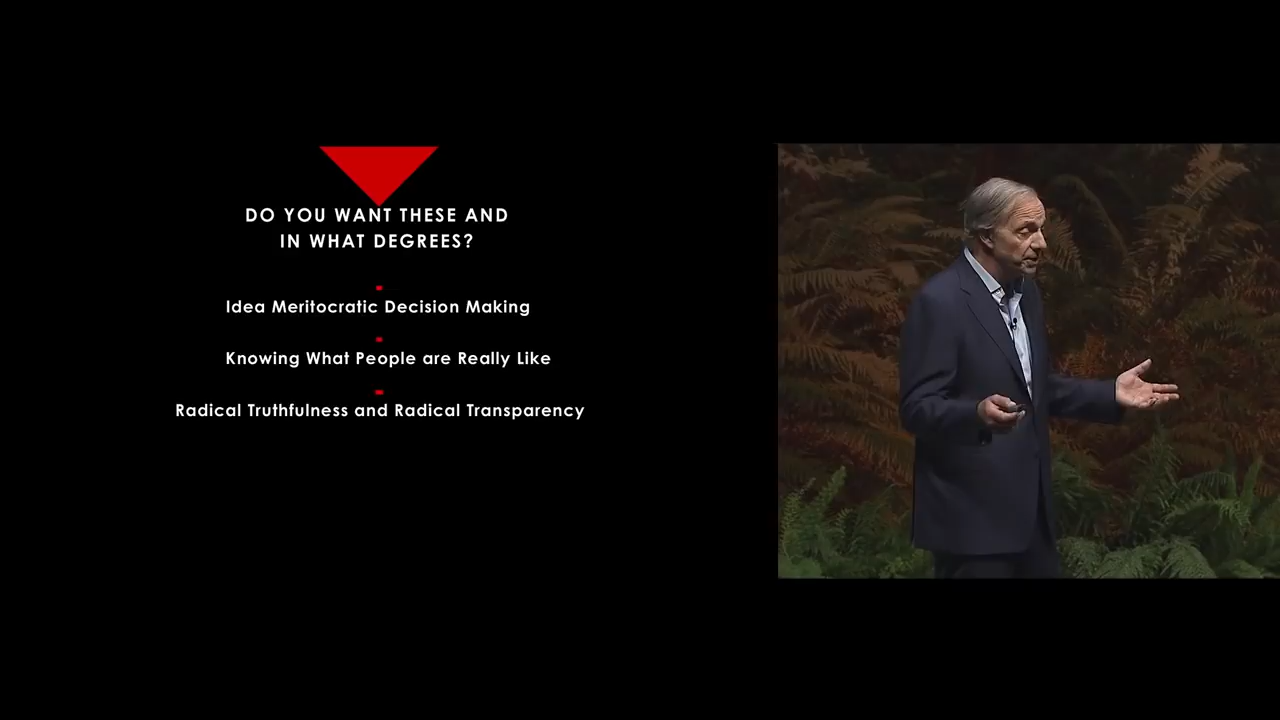 DO YOU WANT THESE AND
IN WHAT DEGREES?
Idea Meritocratic Decision Making
Knowing What People are Really Like
Radical Truthfulness and Radical Transparency